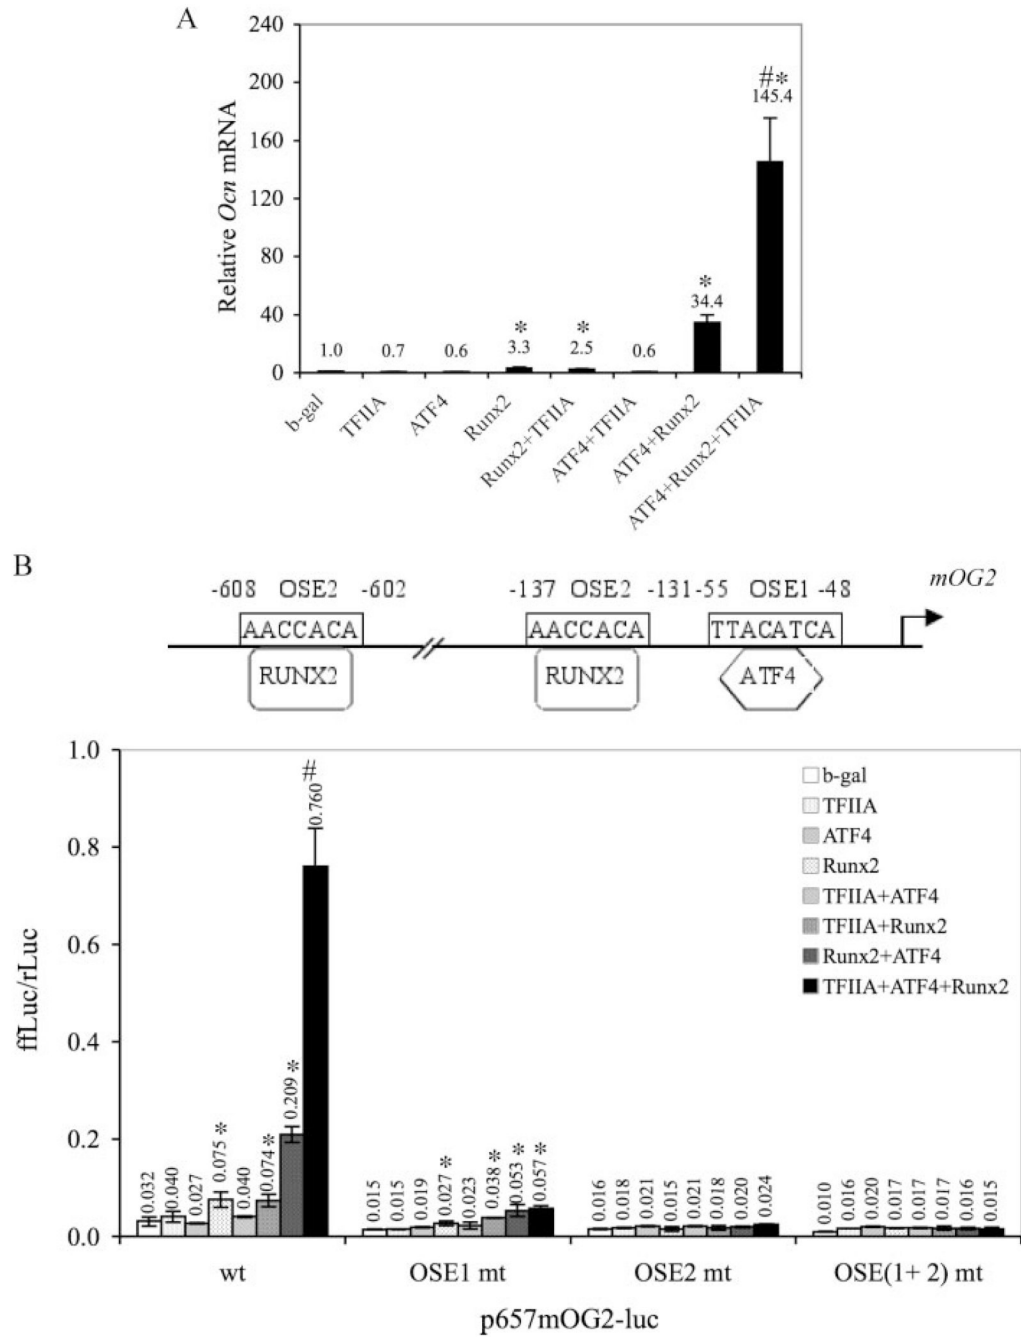 A
240
200
160
120
80
40
0
Relative Ocn mRNA
1.0
0.7
0.6
*
3.3
*
2.5
0.6
*
34.4
#*
145.4
b-gal
TFIIA
ATF4
Runx2
Runx2+TFIIA
ATF4+TFIIA
ATF4+Runx2
ATF4+Runx2+TFIIA
B
-608 OSE2 -602
-137 OSE2 -131
-55 OSE1 -48
mOG2
AACCACA
AACCACA
TTACATCA
RUNX2
RUNX2
ATF4
1.0
0.8
0.6
0.4
0.2
0.0
ffLuc/rLuc
b-gal
TFIIA
ATF4
Runx2
TFIIA+ATF4
TFIIA+Runx2
Runx2+ATF4
TFIIA+ATF4+Runx2
0.032
0.040
0.027
0.075 *
0.040
0.074 *
0.209 *
#
0.760
0.015
0.015
0.019
0.027 *
0.023
0.038 *
0.053 *
0.057 *
0.016
0.018
0.021
0.015
0.021
0.018
0.020
0.024
0.010
0.016
0.020
0.017
0.017
0.017
0.016
0.015
wt
OSE1 mt
OSE2 mt
OSE(1+ 2) mt
p657mOG2-luc